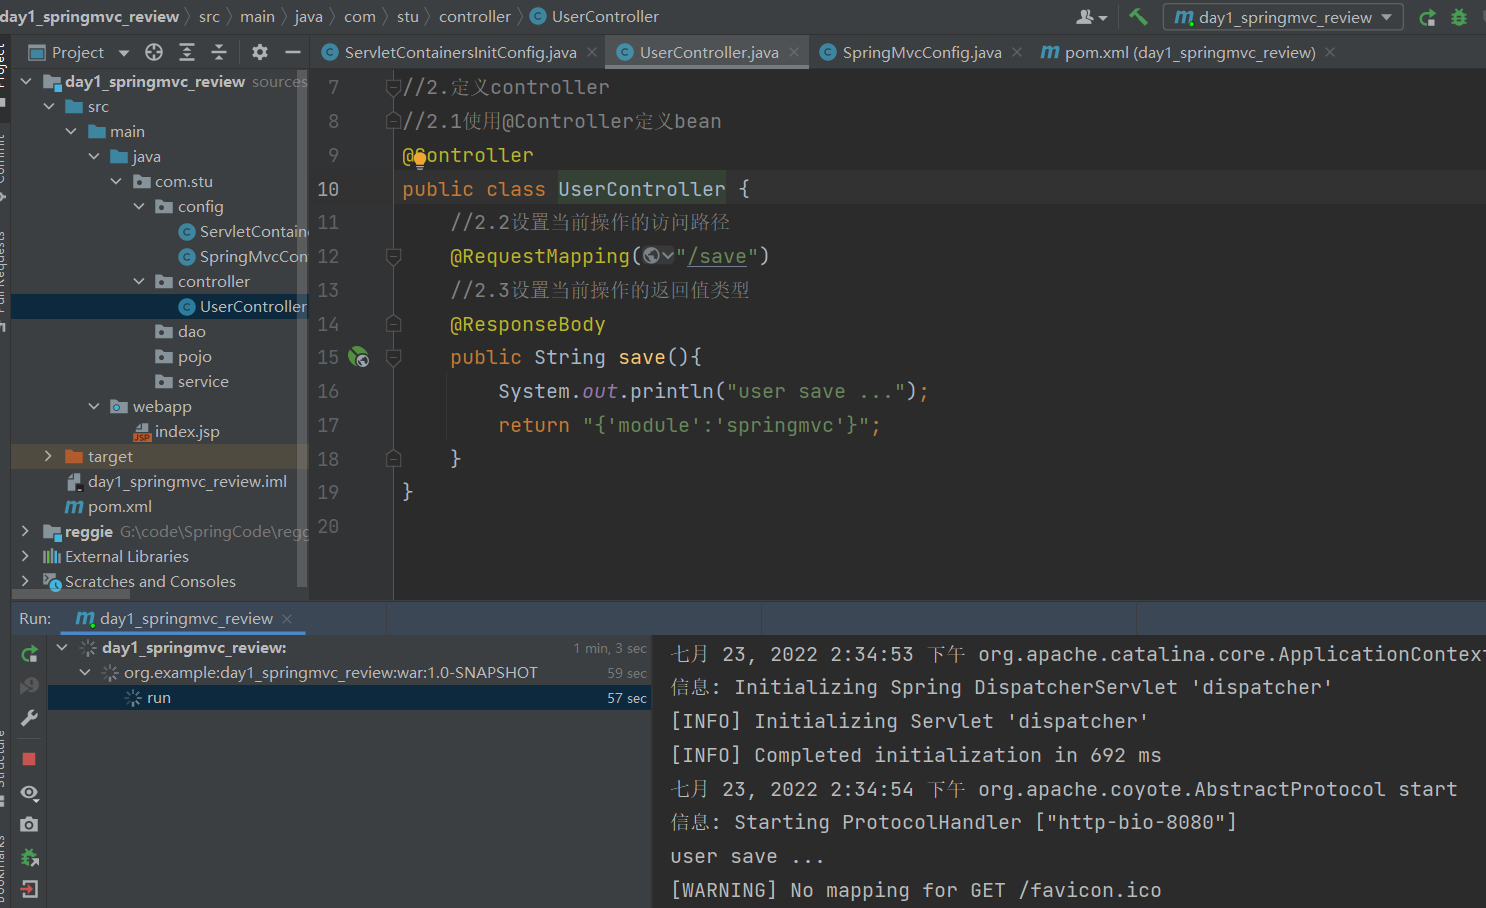 day1_springmvc_review > src > main > java > com > stu > controller > UserController
day1_springmvc_review
Project
ServletContainersInitConfig.java
UserController.java
SpringMvcConfig.java
pom.xml (day1_springmvc_review)
day1_springmvc_review sources
src
main
java
com.stu
config
ServletContain
SpringMvcCon
controller
UserController
dao
pojo
service
webapp
index.jsp
target
day1_springmvc_review.iml
pom.xml
reggie G:\code\SpringCode\regg
External Libraries
Scratches and Consoles
7 //2.定义controller
8 //2.1使用@Controller定义bean
9 @Controller
10 public class UserController {
11 //2.2设置当前操作的访问路径
12 @RequestMapping("/save")
13 //2.3设置当前操作的返回值类型
14 @ResponseBody
15 public String save(){
16 System.out.println("user save ...");
17 return "{'module':'springmvc'}";
18 }
19 }
20
Run: day1_springmvc_review
day1_springmvc_review: 1 min, 3 sec
org.example:day1_springmvc_review:war:1.0-SNAPSHOT 59 sec
run 57 sec
七月 23, 2022 2:34:53 下午 org.apache.catalina.core.ApplicationContext
信息: Initializing Spring DispatcherServlet 'dispatcher'
[INFO] Initializing Servlet 'dispatcher'
[INFO] Completed initialization in 692 ms
七月 23, 2022 2:34:54 下午 org.apache.coyote.AbstractProtocol start
信息: Starting ProtocolHandler ["http-bio-8080"]
user save ...
[WARNING] No mapping for GET /favicon.ico